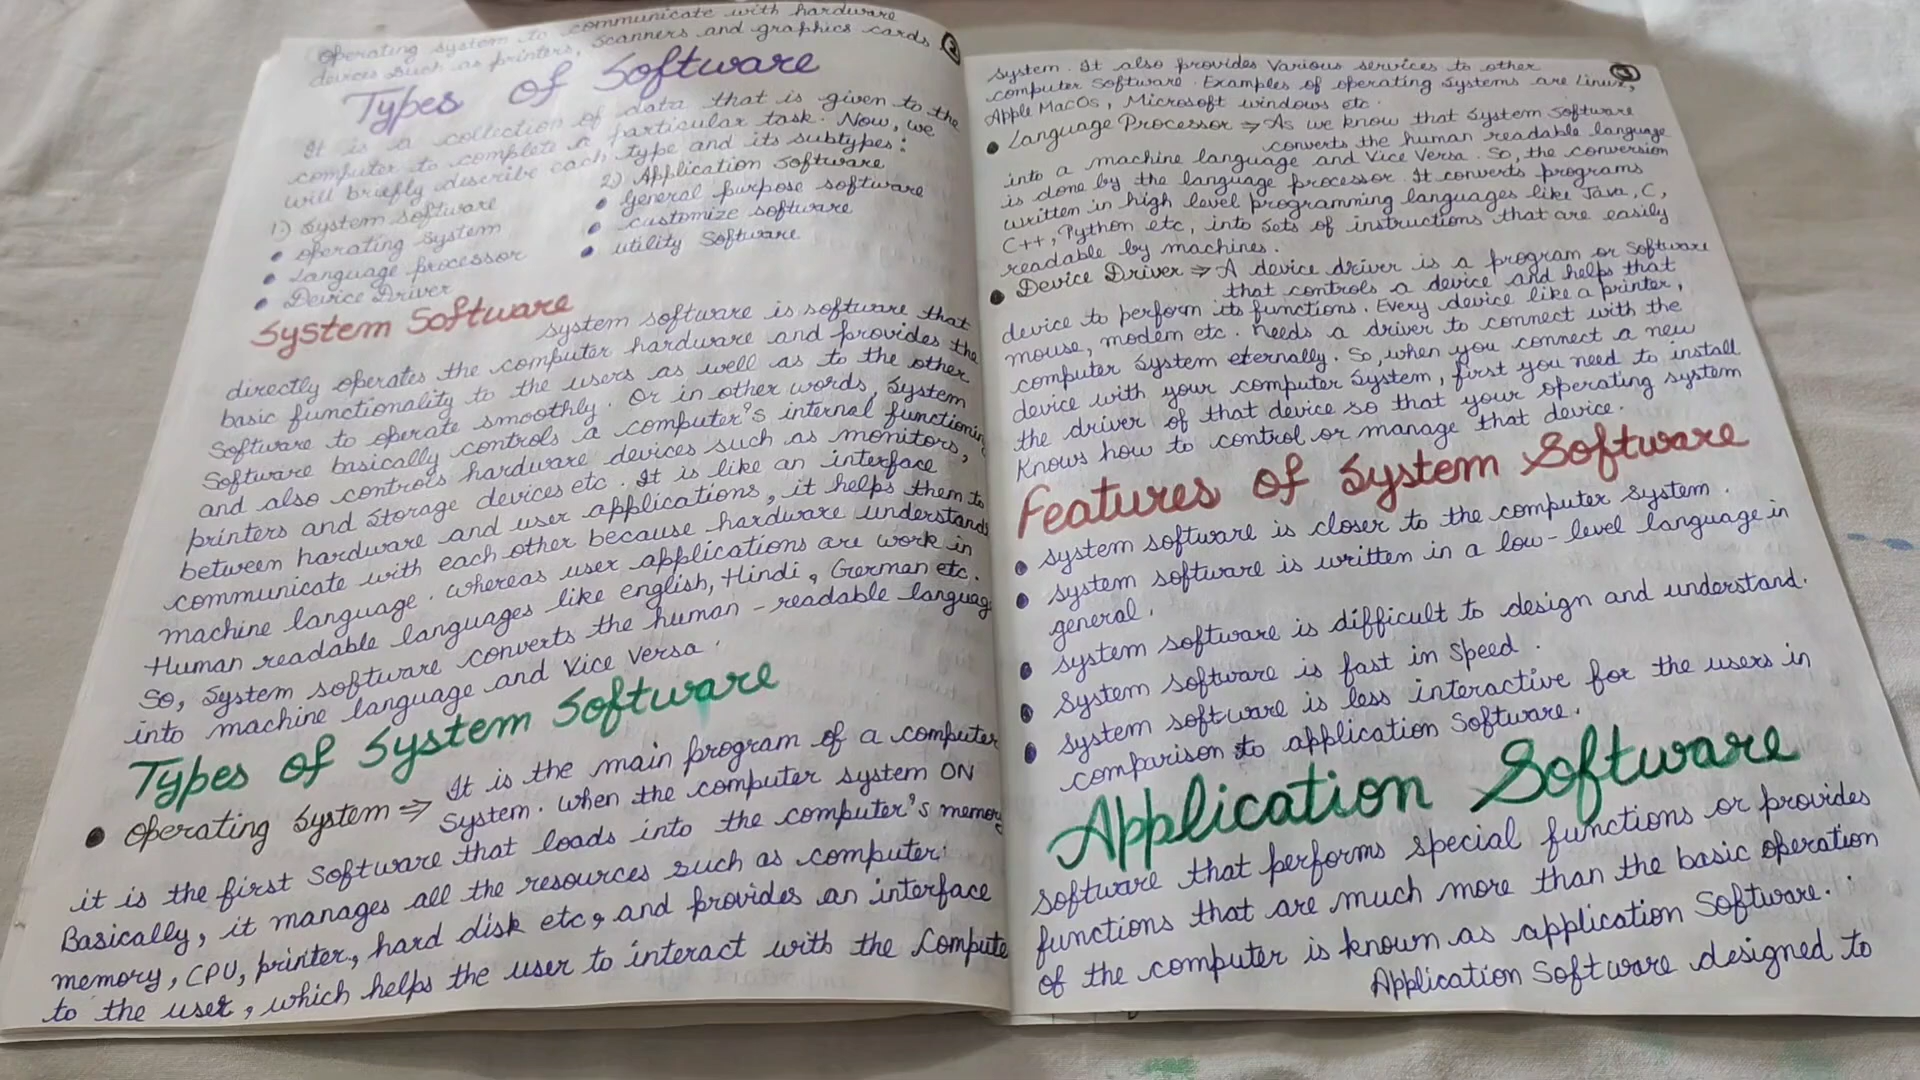 operating system to communicate with hardware
devices such as printers, scanners and graphics cards. 2
Types of Software
It is a collection of data that is given to the
computer to complete a particular task. Now, we
will briefly describe each type and its subtypes:
1) System software
• operating system
• Language processor
• Device Driver
2) Application software
• general purpose software
• customize software
• utility software
System Software
system software is software that
directly operates the computer hardware and provides the
basic functionality to the users as well as to the other
Software to operate smoothly. Or in other words, System
Software basically controls a computer's internal functioning
and also controls hardware devices such as monitors,
printers and storage devices etc. It is like an interface
between hardware and user applications, it helps them to
communicate with each other because hardware understands
machine language. whereas user applications are work in
Human readable languages like english, Hindi, German etc.
So, System software converts the human-readable language
into machine language and Vice Versa.
Types of System Software
• operating System ⇒ It is the main program of a computer
System. When the computer system ON
it is the first Software that loads into the computer's memory
Basically, it manages all the resources such as computer
memory, CPU, printer, hard disk etc, and provides an interface
to the user, which helps the user to interact with the Compute
3
system. It also provides Various services to other
computer Software. Examples of operating Systems are Linux,
Apple MacOs, Microsoft windows etc.
• Language Processor ⇒ As we know that System Software
converts the human readable language
into a machine language and Vice Versa. So, the conversion
is done by the language processor. It converts programs
written in high level programming languages like Java, C,
C++, Python etc, into sets of instructions that are easily
readable by machines.
• Device Driver ⇒ A device driver is a program or Software
that controls a device and helps that
device to perform its functions. Every device like a printer,
mouse, modem etc. needs a driver to connect with the
computer system eternally. So, when you connect a new
device with your computer system, first you need to install
the driver of that device so that your operating system
Knows how to control or manage that device.
Features of System Software
• system software is closer to the computer system.
• system software is written in a low-level language in
general.
• system software is difficult to design and understand.
• System software is fast in Speed.
• system software is less interactive for the users in
comparison to application Software.
Application Software
Software that performs special functions or provides
functions that are much more than the basic operation
of the computer is known as application Software.
Application Software designed to